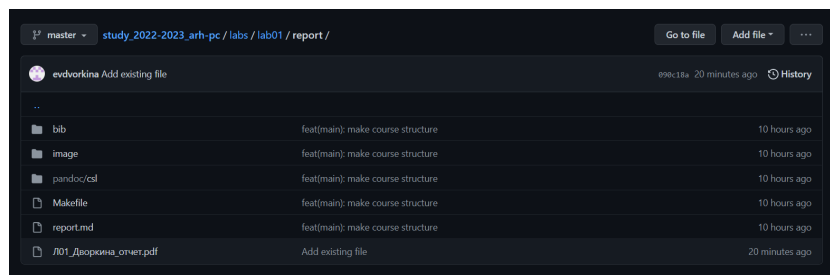 master study_2022-2023_arh-pc / labs / lab01 / report / Go to file Add file ...
evdvorkina Add existing file 090c18a 20 minutes ago History
..
bib feat(main): make course structure 10 hours ago
image feat(main): make course structure 10 hours ago
pandoc/csl feat(main): make course structure 10 hours ago
Makefile feat(main): make course structure 10 hours ago
report.md feat(main): make course structure 10 hours ago
Л01_Дворкина_отчет.pdf Add existing file 20 minutes ago